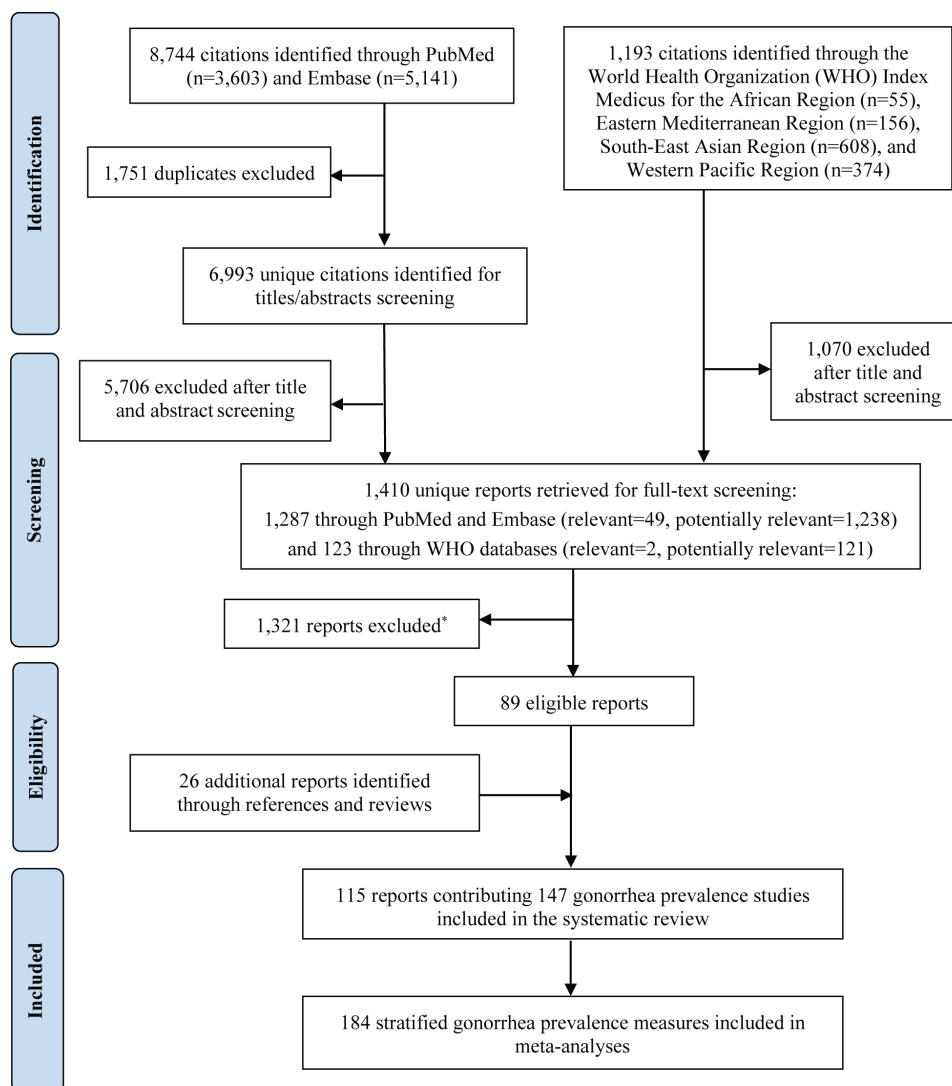 8,744 citations identified through PubMed
(n=3,603) and Embase (n=5,141)
1,193 citations identified through the
World Health Organization (WHO) Index
Medicus for the African Region (n=55),
Eastern Mediterranean Region (n=156),
South-East Asian Region (n=608), and
Western Pacific Region (n=374)
Identification
1,751 duplicates excluded
6,993 unique citations identified for
titles/abstracts screening
Screening
5,706 excluded after title
and abstract screening
1,070 excluded
after title and
abstract screening
1,410 unique reports retrieved for full-text screening:
1,287 through PubMed and Embase (relevant=49, potentially relevant=1,238)
and 123 through WHO databases (relevant=2, potentially relevant=121)
1,321 reports excluded*
Eligibility
89 eligible reports
26 additional reports identified
through references and reviews
Included
115 reports contributing 147 gonorrhea prevalence studies
included in the systematic review
184 stratified gonorrhea prevalence measures included in
meta-analyses